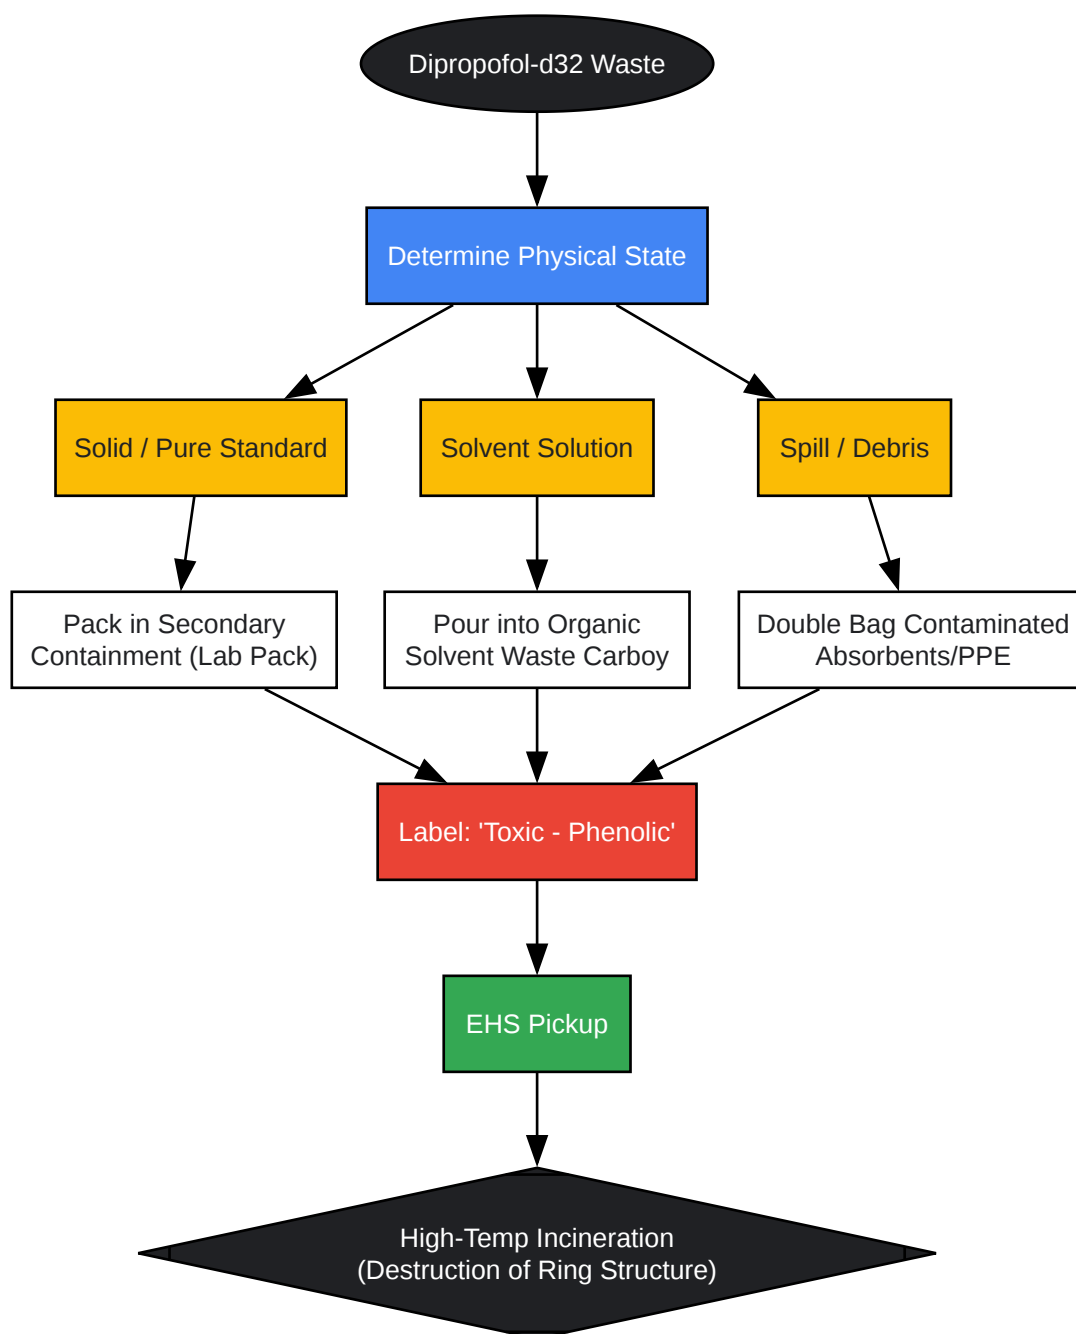 Dipropofol-d32 Waste
Determine Physical State
Solid / Pure Standard
Solvent Solution
Spill / Debris
Pack in Secondary
Containment (Lab Pack)
Pour into Organic
Solvent Waste Carboy
Double Bag Contaminated
Absorbents/PPE
Label: 'Toxic - Phenolic'
EHS Pickup
High-Temp Incineration
(Destruction of Ring Structure)